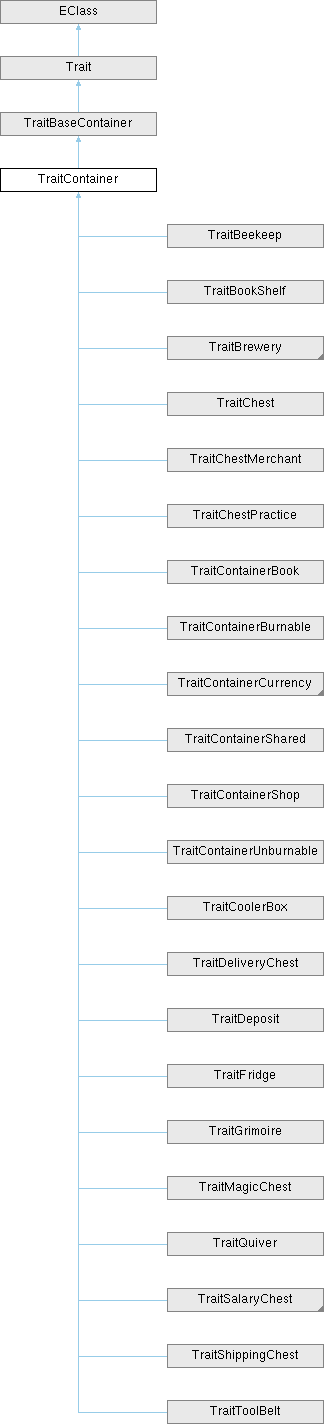 EClass
Trait
TraitBaseContainer
TraitContainer
TraitBeekeep
TraitBookShelf
TraitBrewery
TraitChest
TraitChestMerchant
TraitChestPractice
TraitContainerBook
TraitContainerBurnable
TraitContainerCurrency
TraitContainerShared
TraitContainerShop
TraitContainerUnburnable
TraitCoolerBox
TraitDeliveryChest
TraitDeposit
TraitFridge
TraitGrimoire
TraitMagicChest
TraitQuiver
TraitSalaryChest
TraitShippingChest
TraitToolBelt